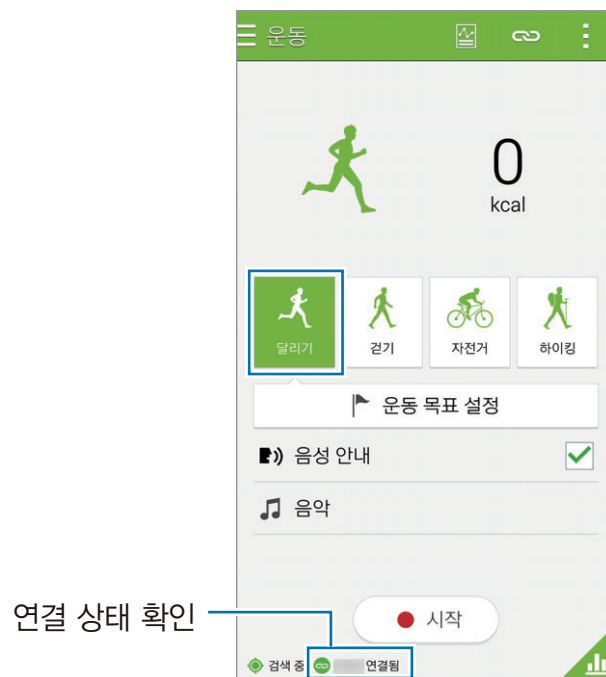 운동
0
kcal
달리기
걷기
자전거
하이킹
운동 목표 설정
음성 안내
음악
시작
연결 상태 확인
검색 중
연결됨